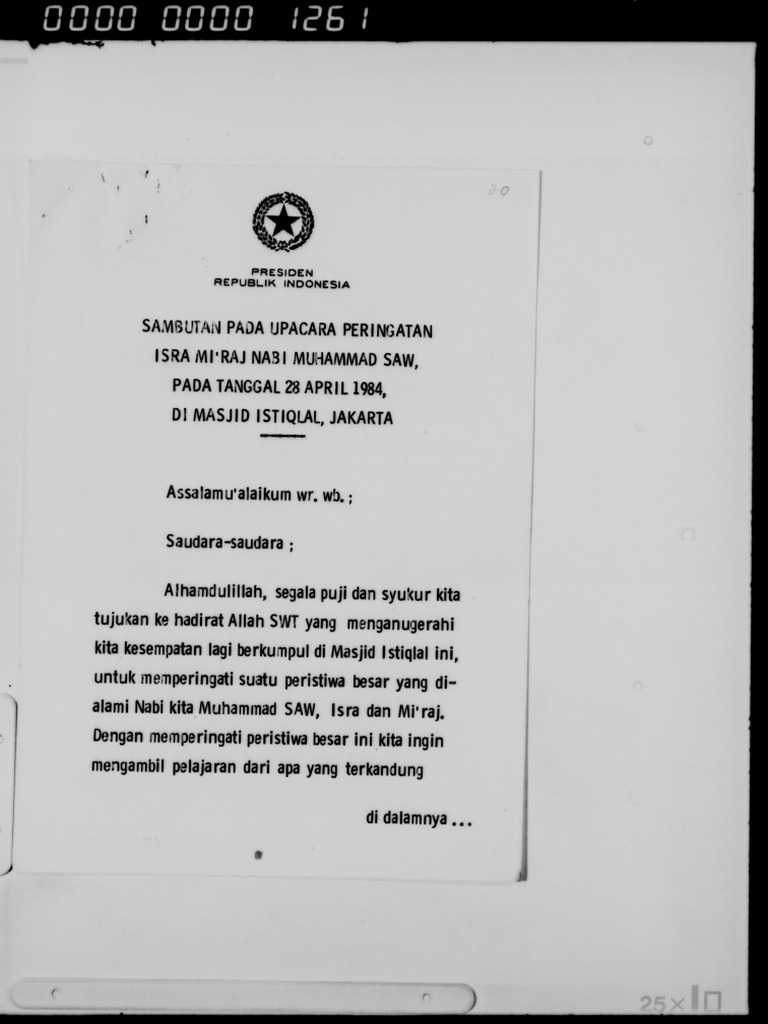 0000 0000 1261
20
PRESIDEN
REPUBLIK INDONESIA
SAMBUTAN PADA UPACARA PERINGATAN
ISRA MI'RAJ NABI MUHAMMAD SAW,
PADA TANGGAL 28 APRIL 1984,
DI MASJID ISTIQLAL, JAKARTA
Assalamu'alaikum wr. wb. ;
Saudara-saudara ;
Alhamdulillah, segala puji dan syukur kita
tujukan ke hadirat Allah SWT yang menganugerahi
kita kesempatan lagi berkumpul di Masjid Istiqlal ini,
untuk memperingati suatu peristiwa besar yang di-
alami Nabi kita Muhammad SAW, Isra dan Mi'raj.
Dengan memperingati peristiwa besar ini kita ingin
mengambil pelajaran dari apa yang terkandung
di dalamnya ...
25×